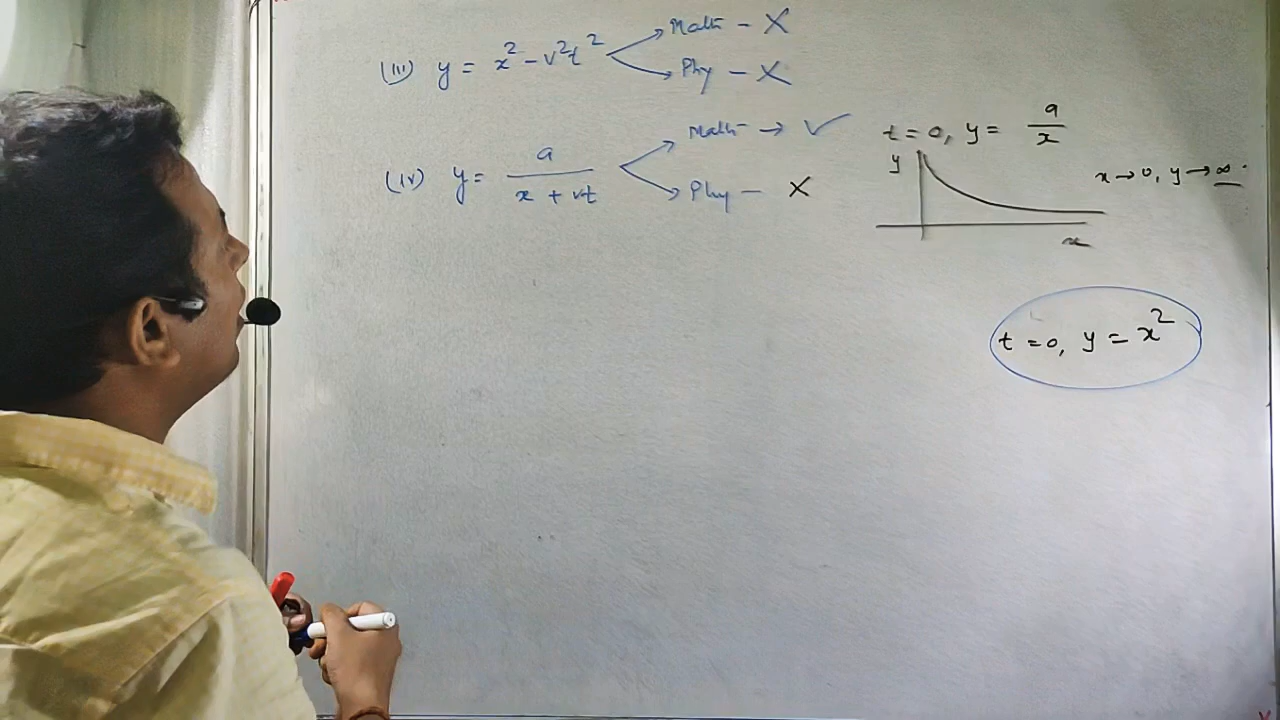 (iii) y = x² - v²t² Math - X
Phy - X
(iv) y = a / (x + vt) Math → ✓
Phy - X
t = 0, y = a / x
y
x → 0, y → ∞
x
t = 0, y = x²